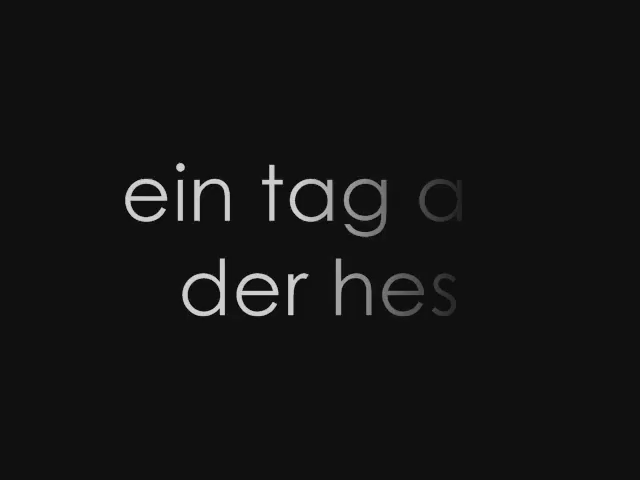 ein tag a
der hes